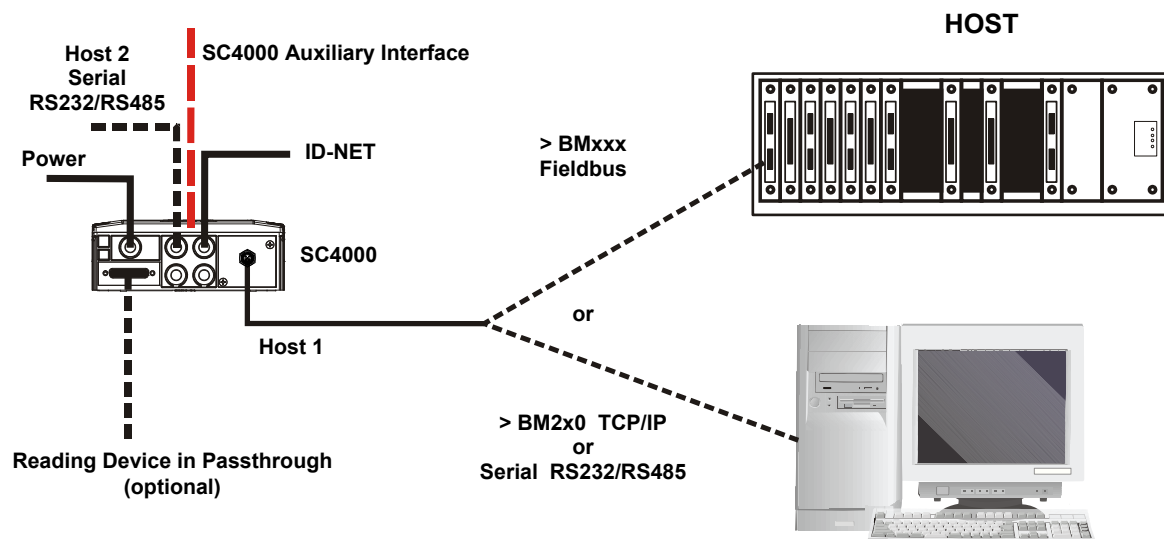 HOST
Host 2
Serial
RS232/RS485
SC4000 Auxiliary Interface
Power
ID-NET
> BMxxx
Fieldbus
SC4000
or
Host 1
> BM2x0 TCP/IP
or
Serial RS232/RS485
Reading Device in Passthrough
(optional)